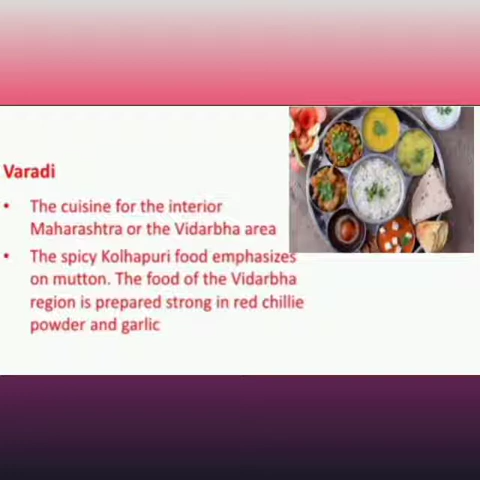 Varadi
• The cuisine for the interior
Maharashtra or the Vidarbha area
• The spicy Kolhapuri food emphasizes
on mutton. The food of the Vidarbha
region is prepared strong in red chillie
powder and garlic